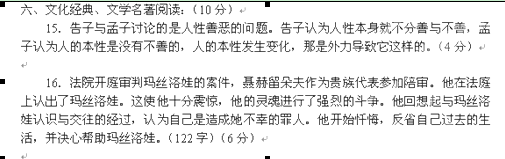 六、文化经典、文学名著阅读：（10 分）
15．告子与孟子讨论的是人性善恶的问题。告子认为人性本身就不分善与不善，孟
子认为人的本性是没有不善的，人的本性发生变化，那是外力导致它这样的。（4 分）
16．法院开庭审判玛丝洛娃的案件，聂赫留朵夫作为贵族代表参加陪审。他在法庭
上认出了玛丝洛娃。这使他十分震惊，他的灵魂进行了强烈的斗争。他回想起与玛丝洛
娃认识与交往的经过，认为自己是造成她不幸的罪人。他开始忏悔，反省自己过去的生
活，并决心帮助玛丝洛娃。（122 字）（6 分）